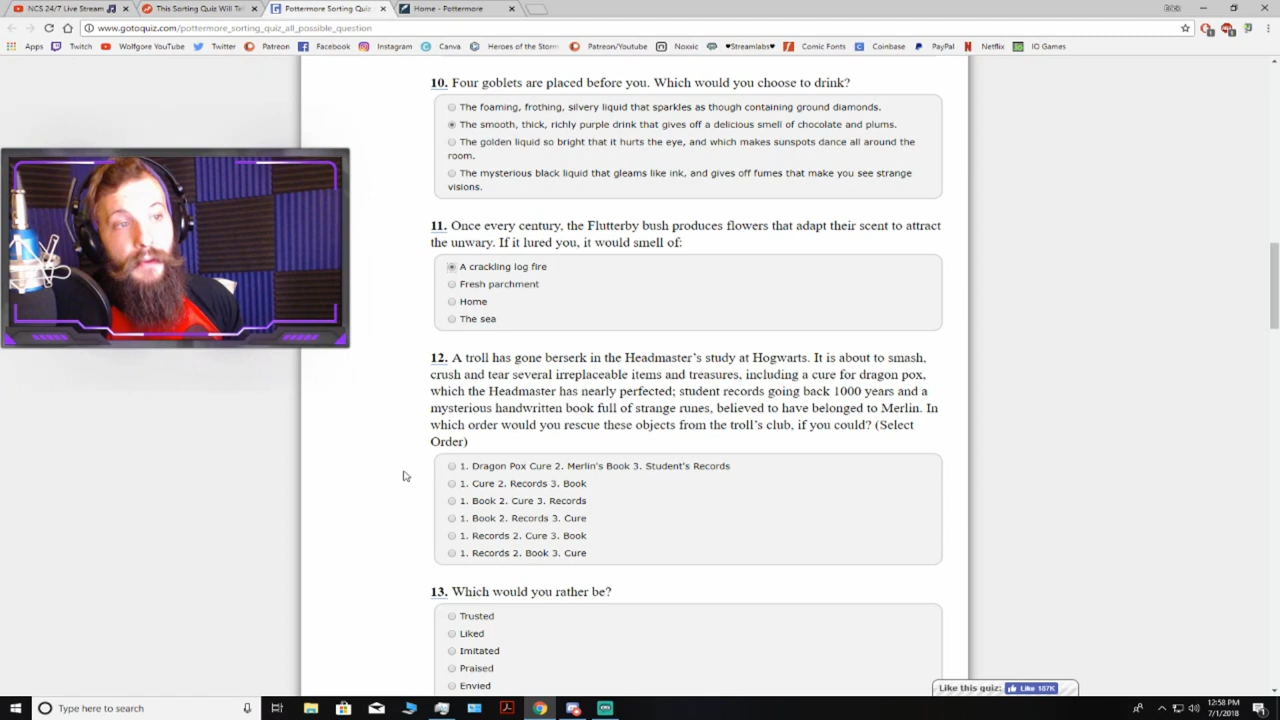 NCS 24/7 Live Stream
This Sorting Quiz Will Tell
Pottermore Sorting Quiz
Home - Pottermore
www.gotoquiz.com/pottermore_sorting_quiz_all_possible_question
Apps Twitch Wolfgore YouTube Twitter Patreon Facebook Instagram Canva Heroes of the Storm Patreon/Youtube Noxxic ♥Streamlabs♥ Comic Fonts Coinbase PayPal Netflix IO Games
10. Four goblets are placed before you. Which would you choose to drink?
The foaming, frothing, silvery liquid that sparkles as though containing ground diamonds.
The smooth, thick, richly purple drink that gives off a delicious smell of chocolate and plums.
The golden liquid so bright that it hurts the eye, and which makes sunspots dance all around the
room.
The mysterious black liquid that gleams like ink, and gives off fumes that make you see strange
visions.
11. Once every century, the Flutterby bush produces flowers that adapt their scent to attract
the unwary. If it lured you, it would smell of:
A crackling log fire
Fresh parchment
Home
The sea
12. A troll has gone berserk in the Headmaster's study at Hogwarts. It is about to smash,
crush and tear several irreplaceable items and treasures, including a cure for dragon pox,
which the Headmaster has nearly perfected; student records going back 1000 years and a
mysterious handwritten book full of strange runes, believed to have belonged to Merlin. In
which order would you rescue these objects from the troll's club, if you could? (Select
Order)
1. Dragon Pox Cure 2. Merlin's Book 3. Student's Records
1. Cure 2. Records 3. Book
1. Book 2. Cure 3. Records
1. Book 2. Records 3. Cure
1. Records 2. Cure 3. Book
1. Records 2. Book 3. Cure
13. Which would you rather be?
Trusted
Liked
Imitated
Praised
Envied
Like this quiz: Like 187K
Type here to search
12:58 PM
7/1/2018